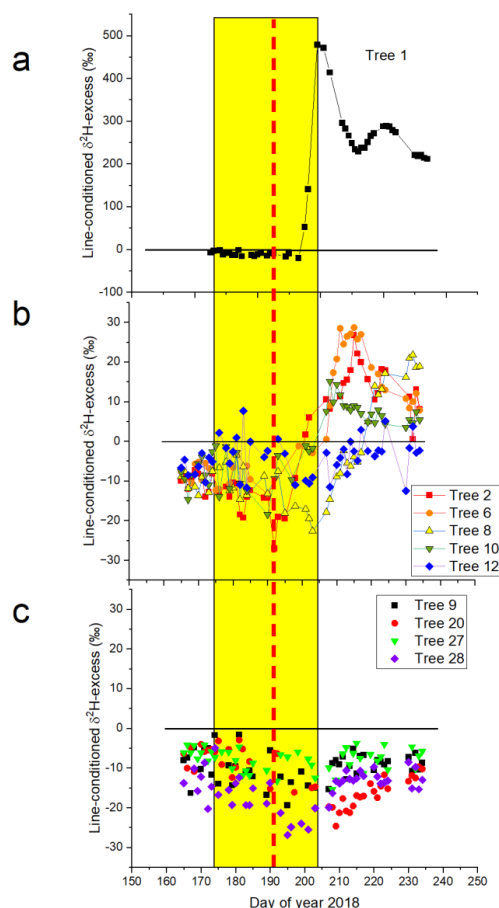 a
Line-conditioned δ²H-excess (‰)
500
400
300
200
100
0
-100
Tree 1
b
Line-conditioned δ²H-excess (‰)
30
20
10
0
-10
-20
-30
Tree 2
Tree 6
Tree 8
Tree 10
Tree 12
c
Line-conditioned δ²H-excess (‰)
30
20
10
0
-10
-20
-30
Tree 9
Tree 20
Tree 27
Tree 28
150 160 170 180 190 200 210 220 230 240 250
Day of year 2018